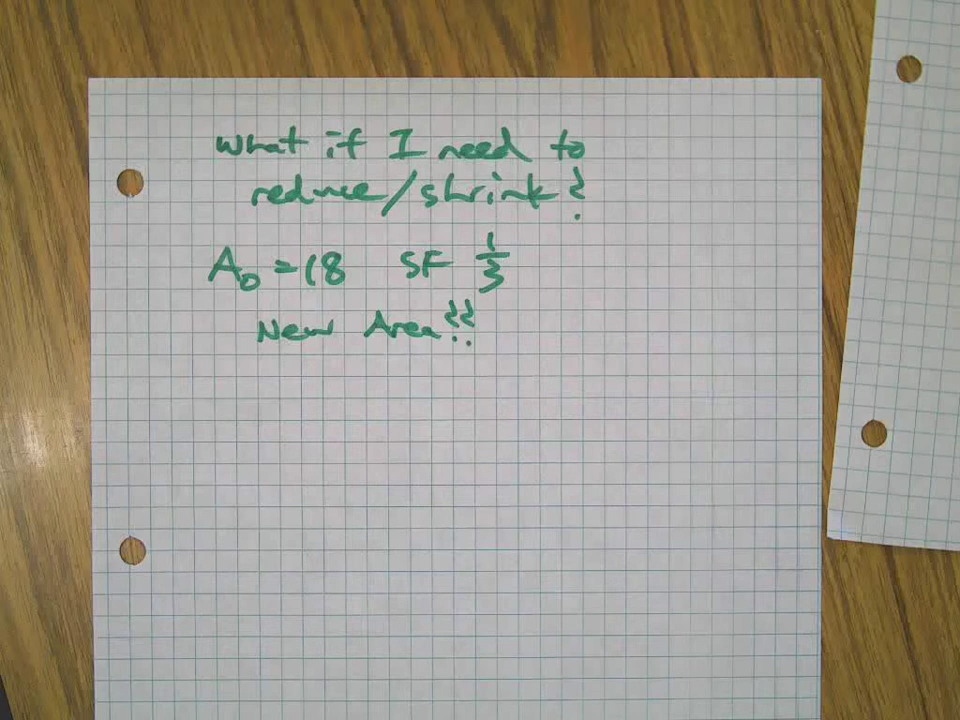 What if I need to
reduce/shrink?
A₀ = 18 SF 1/3
New Area??